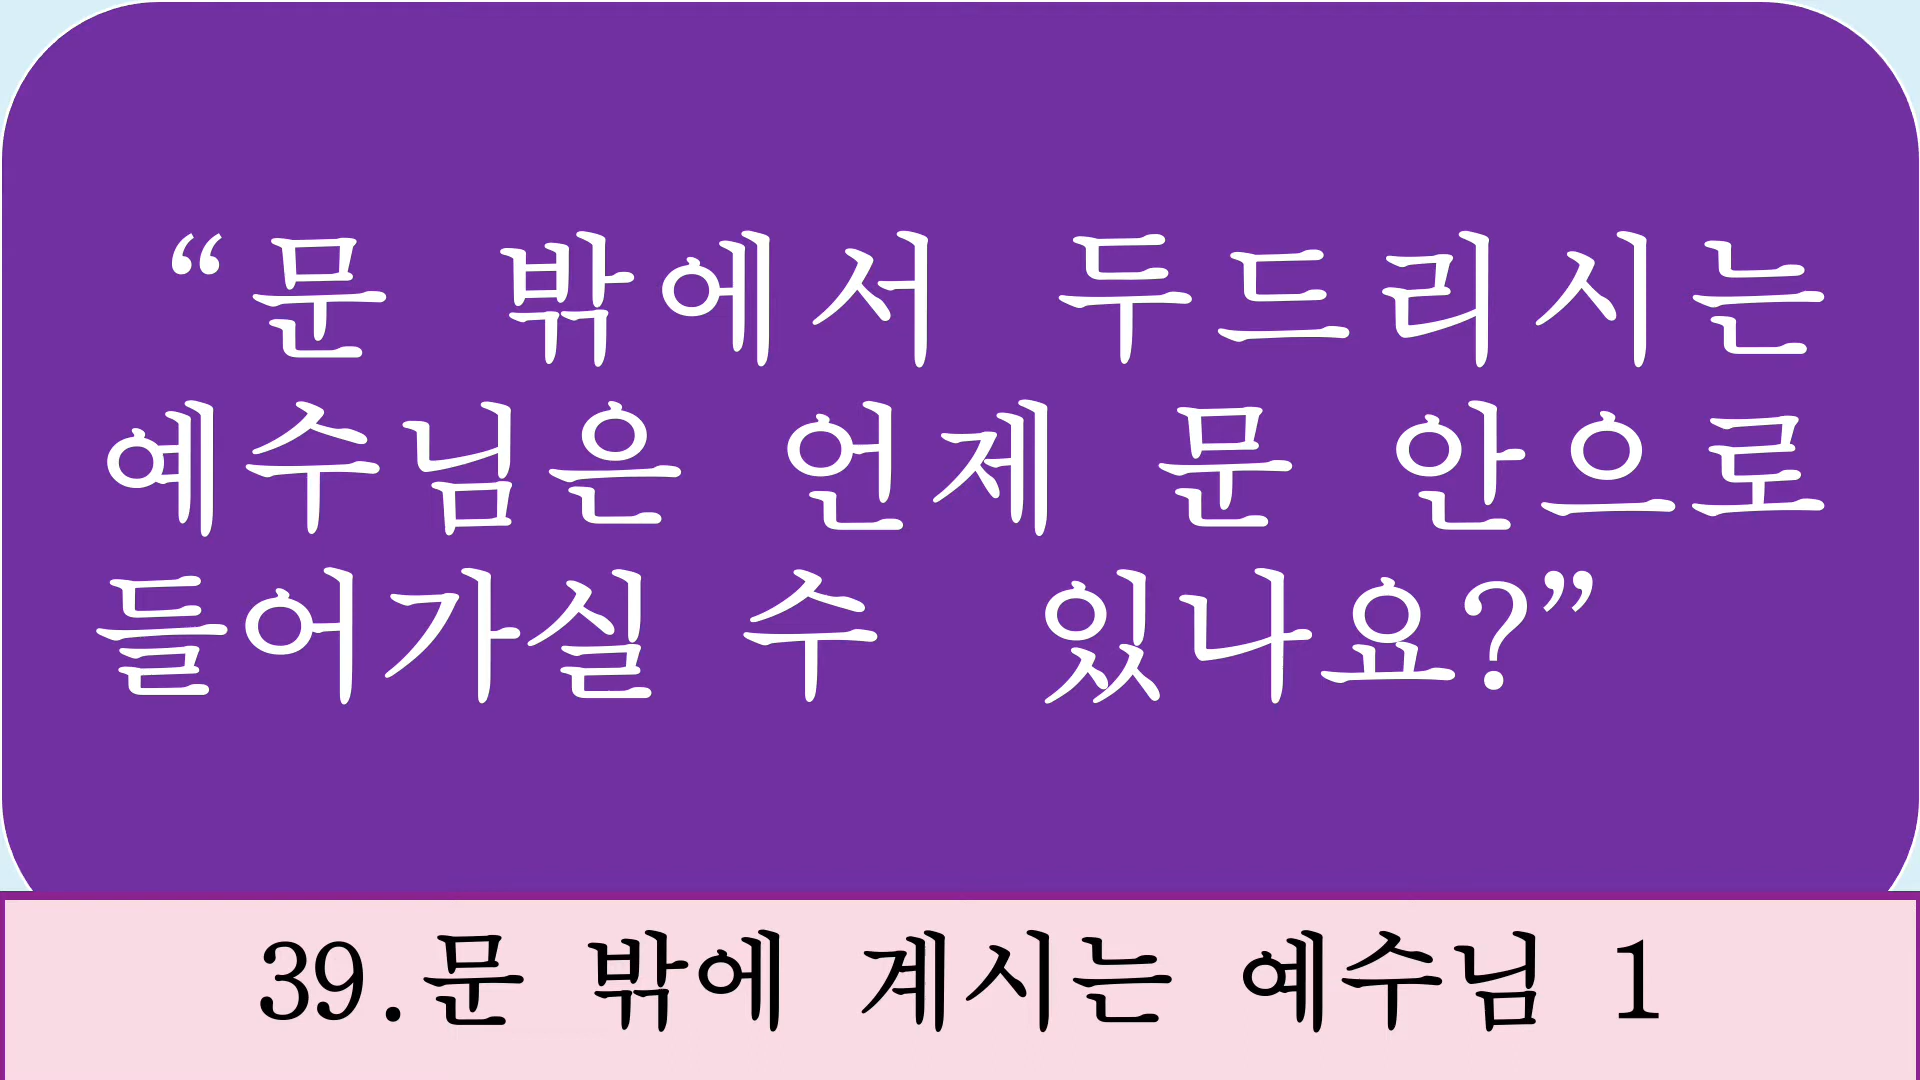 “문 밖에서 두드리시는
예수님은 언제 문 안으로
들어가실 수 있나요?”
39.문 밖에 계시는 예수님 1